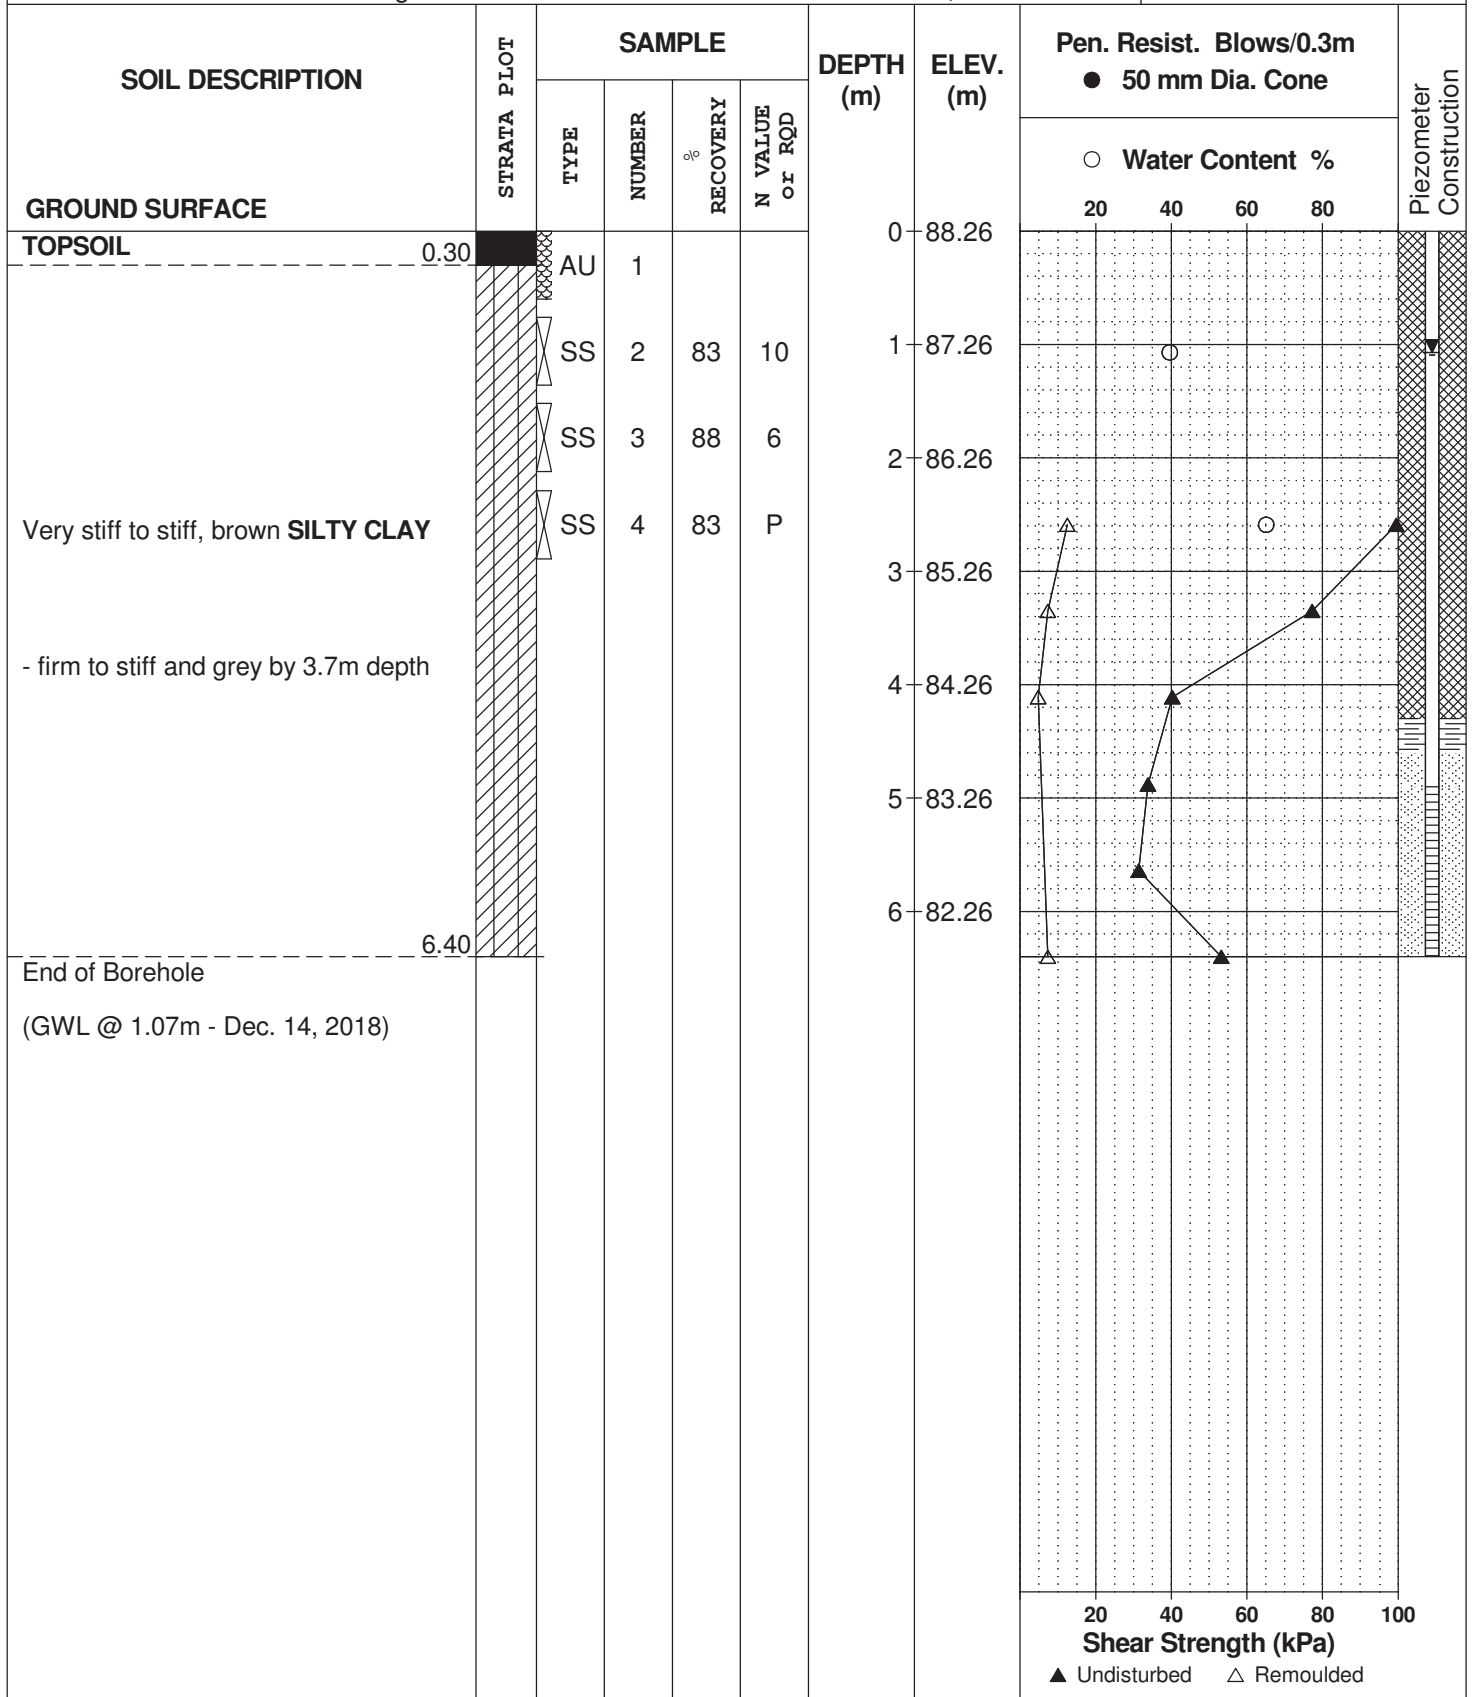 SOIL DESCRIPTION
GROUND SURFACE
STRATA PLOT
SAMPLE
TYPE
NUMBER
%
RECOVERY
N VALUE
or RQD
DEPTH
(m)
ELEV.
(m)
Pen. Resist. Blows/0.3m
● 50 mm Dia. Cone
○ Water Content %
20 40 60 80
Piezometer
Construction
TOPSOIL 0.30
AU 1
0 88.26
SS 2 83 10
1 87.26
SS 3 88 6
2 86.26
Very stiff to stiff, brown SILTY CLAY
SS 4 83 P
3 85.26
- firm to stiff and grey by 3.7m depth
4 84.26
5 83.26
6 82.26
6.40
End of Borehole
(GWL @ 1.07m - Dec. 14, 2018)
20 40 60 80 100
Shear Strength (kPa)
▲ Undisturbed △ Remoulded